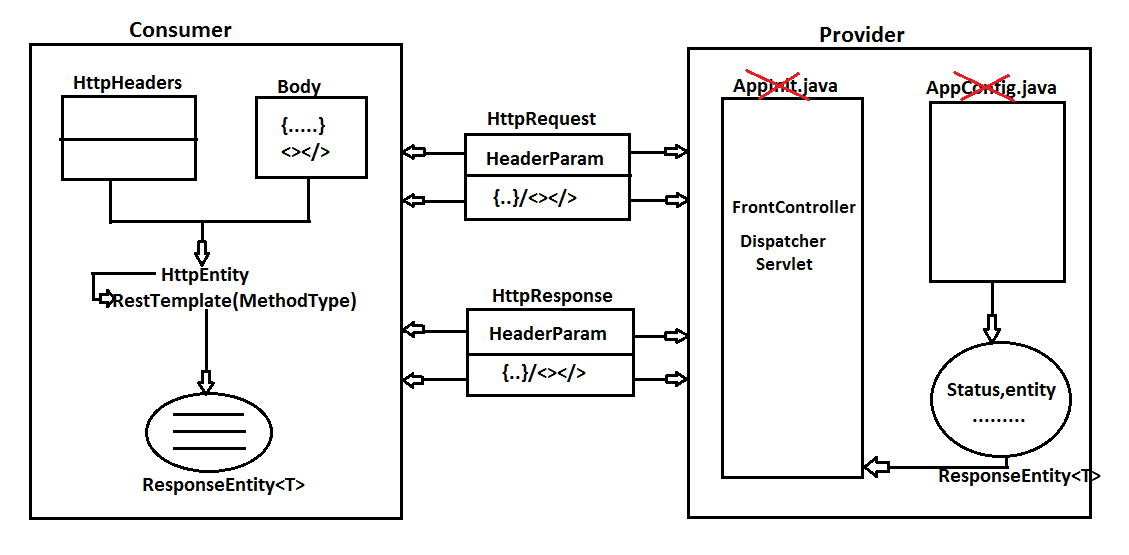 Consumer
HttpHeaders
Body
{.....}
<></>
HttpEntity
RestTemplate(MethodType)
ResponseEntity<T>
HttpRequest
HeaderParam
{..}/<></>
HttpResponse
HeaderParam
{..}/<></>
Provider
AppInit.java
FrontController
Dispatcher
Servlet
AppConfig.java
Status,entity
.........
ResponseEntity<T>